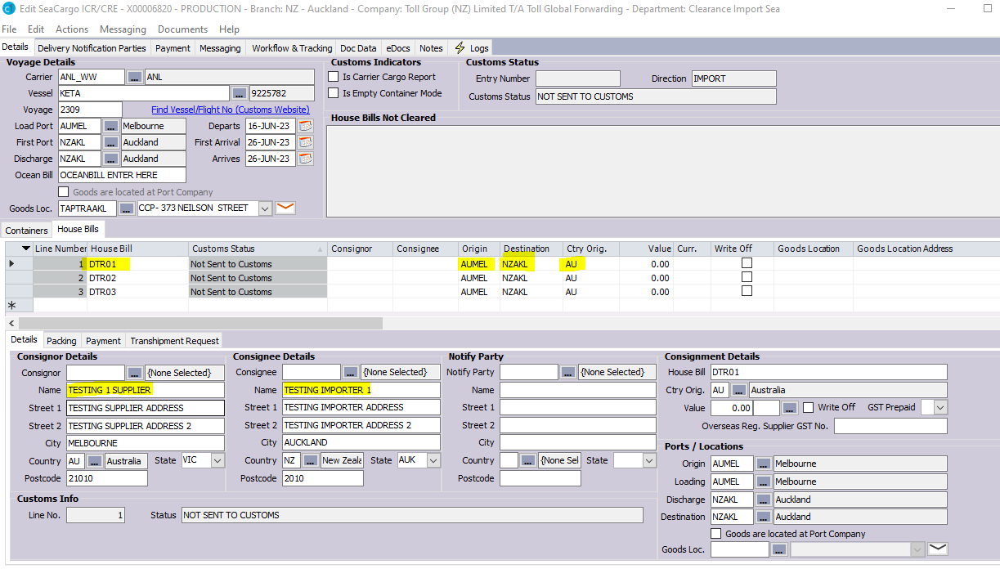 Edit SeaCargo ICR/CRE - X00006820 - PRODUCTION - Branch: NZ - Auckland - Company: Toll Group (NZ) Limited T/A Toll Global Forwarding - Department: Clearance Import Sea
File Edit Actions Messaging Documents Help
Details Delivery Notification Parties Payment Messaging Workflow & Tracking Doc Data eDocs Notes Logs
Voyage Details
Carrier ANL_WW ... ANL
Vessel KETA ... 9225782
Voyage 2309 Find Vessel/Flight No (Customs Website)
Load Port AUMEL ... Melbourne Departs 16-JUN-23
First Port NZAKL ... Auckland First Arrival 26-JUN-23
Discharge NZAKL ... Auckland Arrives 26-JUN-23
Ocean Bill OCEANBILL ENTER HERE
Goods are located at Port Company
Goods Loc. TAPTRAAKL ... CCP- 373 NEILSON STREET
Customs Indicators
Is Carrier Cargo Report
Is Empty Container Mode
Customs Status
Entry Number Direction IMPORT
Customs Status NOT SENT TO CUSTOMS
House Bills Not Cleared
Containers House Bills
Line Number House Bill Customs Status Consignor Consignee Origin Destination Ctry Orig. Value Curr. Write Off Goods Location Goods Location Address
1 DTR01 Not Sent to Customs AUMEL NZAKL AU 0.00
2 DTR02 Not Sent to Customs AUMEL NZAKL AU 0.00
3 DTR03 Not Sent to Customs AUMEL NZAKL AU 0.00
Details Packing Payment Transhipment Request
Consignor Details
Consignor ... {None Selected}
Name TESTING 1 SUPPLIER
Street 1 TESTING SUPPLIER ADDRESS
Street 2 TESTING SUPPLIER ADDRESS 2
City MELBOURNE
Country AU ... Australia State VIC
Postcode 21010
Consignee Details
Consignee ... {None Selected}
Name TESTING IMPORTER 1
Street 1 TESTING IMPORTER ADDRESS
Street 2 TESTING IMPORTER ADDRESS 2
City AUCKLAND
Country NZ ... New Zeala State AUK
Postcode 2010
Notify Party
Notify Party ... {None Selected}
Name
Street 1
Street 2
City
Country ... {None Sel State
Postcode
Customs Info
Line No. 1 Status NOT SENT TO CUSTOMS
Consignment Details
House Bill DTR01
Ctry Orig. AU ... Australia
Value 0.00 ... Write Off GST Prepaid
Overseas Reg. Supplier GST No.
Ports / Locations
Origin AUMEL ... Melbourne
Loading AUMEL ... Melbourne
Discharge NZAKL ... Auckland
Destination NZAKL ... Auckland
Goods are located at Port Company
Goods Loc. ...